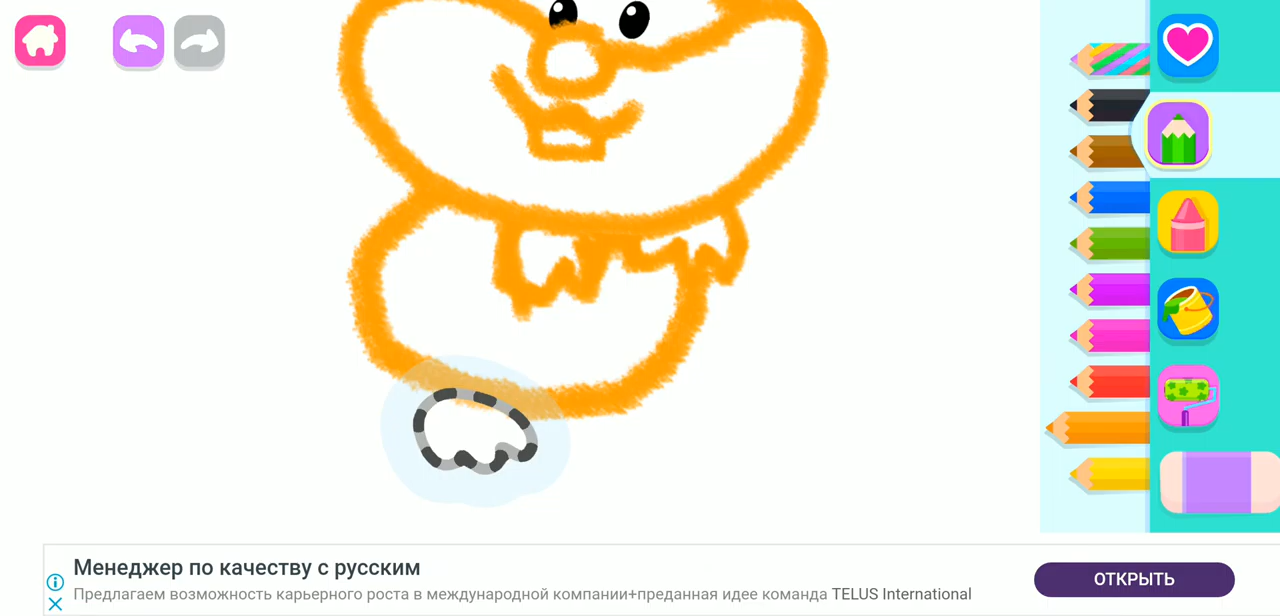 Менеджер по качеству с русским
Предлагаем возможность карьерного роста в международной компании+преданная идее команда TELUS International
ОТКРЫТЬ